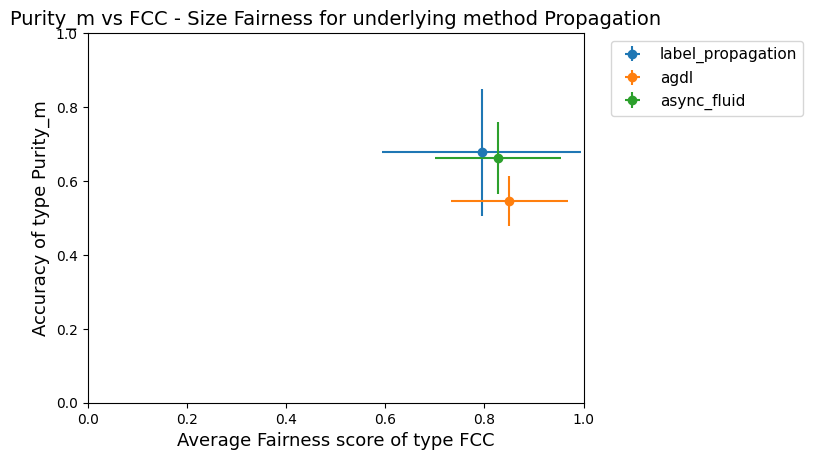 Purity_m vs FCC - Size Fairness for underlying method Propagation
1.0
0.8
0.6
0.4
0.2
0.0
Accuracy of type Purity_m
0.0 0.2 0.4 0.6 0.8 1.0
Average Fairness score of type FCC
label_propagation
agdl
async_fluid